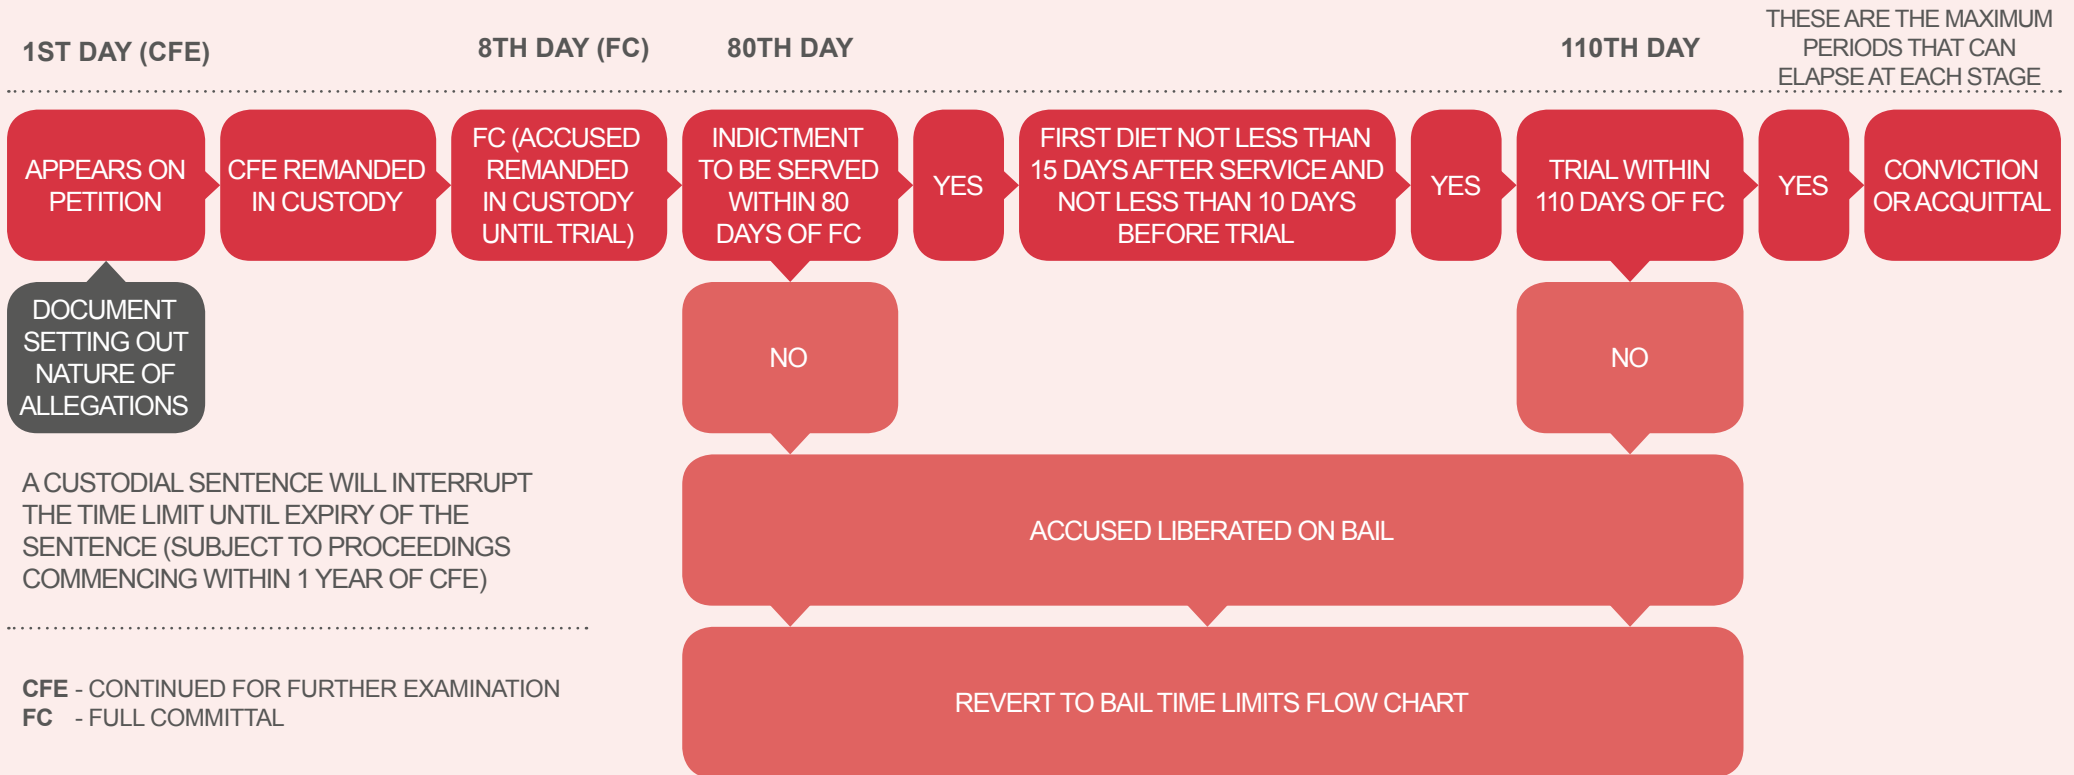 1ST DAY (CFE)
8TH DAY (FC)
80TH DAY
110TH DAY
THESE ARE THE MAXIMUM
PERIODS THAT CAN
ELAPSE AT EACH STAGE
APPEARS ON
PETITION
CFE REMANDED
IN CUSTODY
FC (ACCUSED
REMANDED
IN CUSTODY
UNTIL TRIAL)
INDICTMENT
TO BE SERVED
WITHIN 80
DAYS OF FC
YES
FIRST DIET NOT LESS THAN
15 DAYS AFTER SERVICE AND
NOT LESS THAN 10 DAYS
BEFORE TRIAL
YES
TRIAL WITHIN
110 DAYS OF FC
YES
CONVICTION
OR ACQUITTAL
DOCUMENT
SETTING OUT
NATURE OF
ALLEGATIONS
NO
NO
A CUSTODIAL SENTENCE WILL INTERRUPT
THE TIME LIMIT UNTIL EXPIRY OF THE
SENTENCE (SUBJECT TO PROCEEDINGS
COMMENCING WITHIN 1 YEAR OF CFE)
ACCUSED LIBERATED ON BAIL
CFE - CONTINUED FOR FURTHER EXAMINATION
FC - FULL COMMITTAL
REVERT TO BAIL TIME LIMITS FLOW CHART